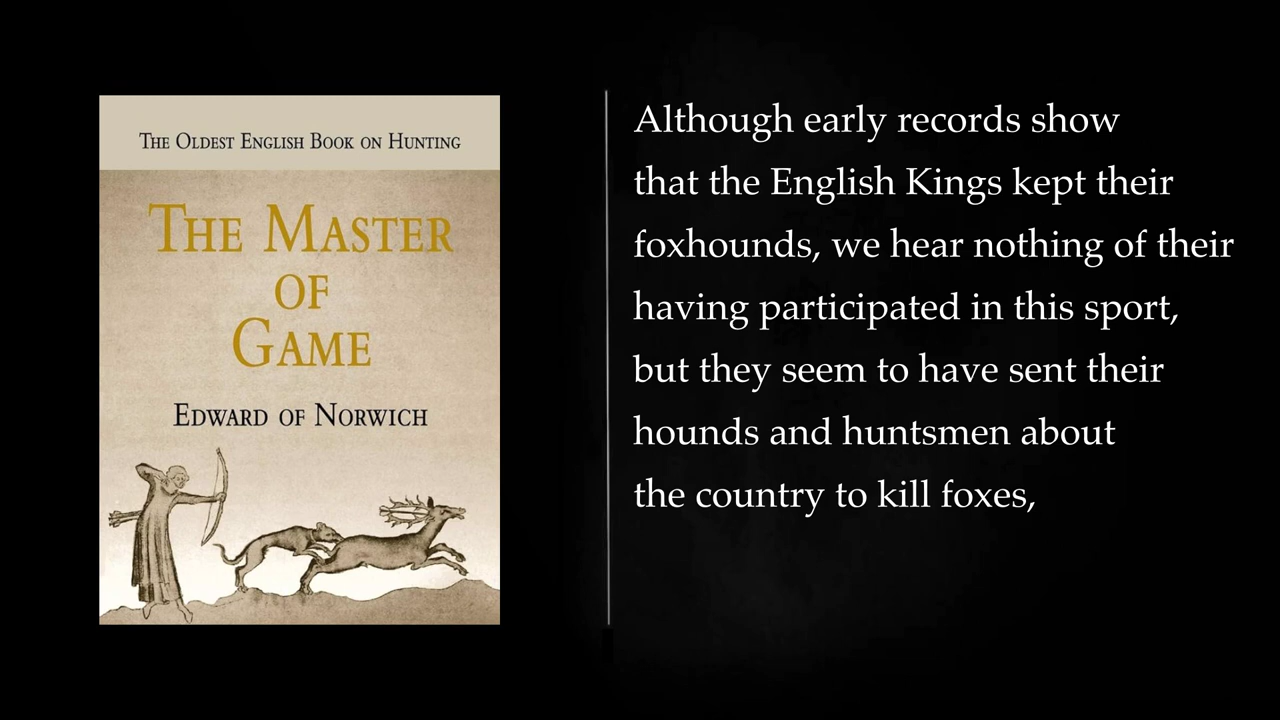 The Oldest English Book on Hunting
The Master
of
Game
Edward of Norwich
Although early records show
that the English Kings kept their
foxhounds, we hear nothing of their
having participated in this sport,
but they seem to have sent their
hounds and huntsmen about
the country to kill foxes,